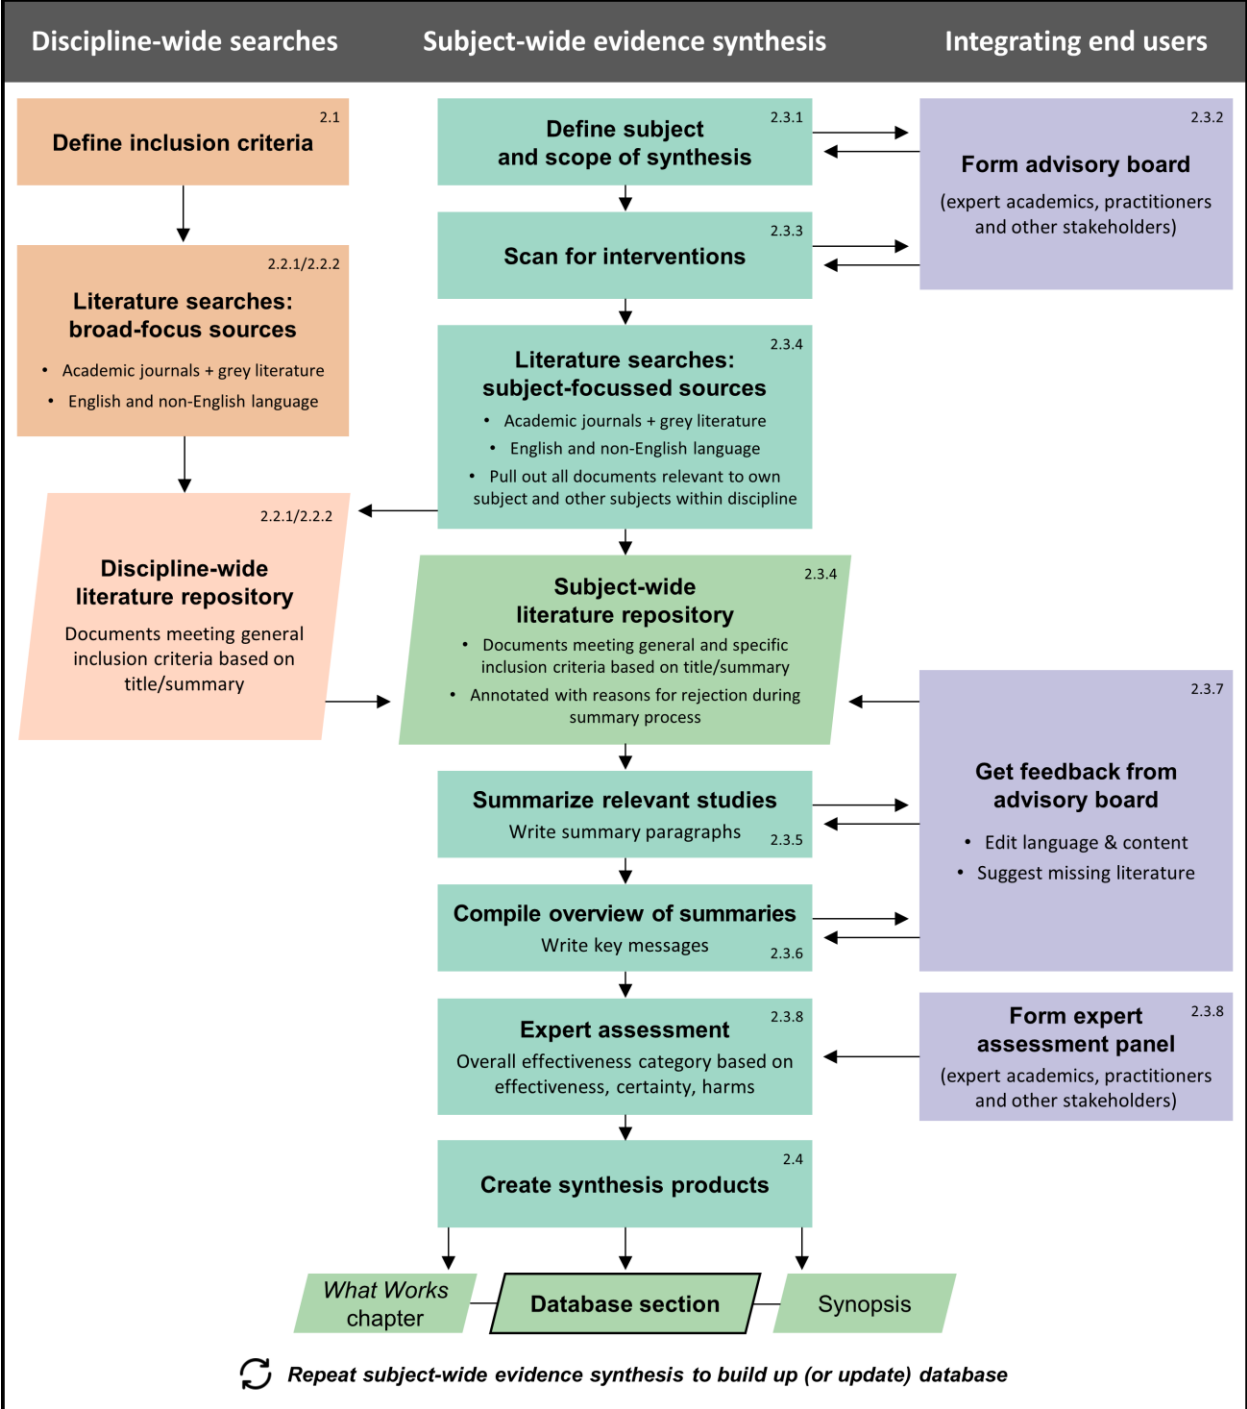 Discipline-wide searches
Subject-wide evidence synthesis
Integrating end users
2.1
Define inclusion criteria
2.2.1/2.2.2
Literature searches:
broad-focus sources
• Academic journals + grey literature
• English and non-English language
2.2.1/2.2.2
Discipline-wide
literature repository
Documents meeting general
inclusion criteria based on
title/summary
2.3.1
Define subject
and scope of synthesis
2.3.3
Scan for interventions
2.3.4
Literature searches:
subject-focussed sources
• Academic journals + grey literature
• English and non-English language
• Pull out all documents relevant to own
subject and other subjects within discipline
2.3.4
Subject-wide
literature repository
• Documents meeting general and specific
inclusion criteria based on title/summary
• Annotated with reasons for rejection during
summary process
Summarize relevant studies
Write summary paragraphs
2.3.5
Compile overview of summaries
Write key messages
2.3.6
2.3.8
Expert assessment
Overall effectiveness category based on
effectiveness, certainty, harms
2.4
Create synthesis products
What Works
chapter
Database section
Synopsis
2.3.2
Form advisory board
(expert academics, practitioners
and other stakeholders)
2.3.7
Get feedback from
advisory board
• Edit language & content
• Suggest missing literature
2.3.8
Form expert
assessment panel
(expert academics, practitioners
and other stakeholders)
Repeat subject-wide evidence synthesis to build up (or update) database